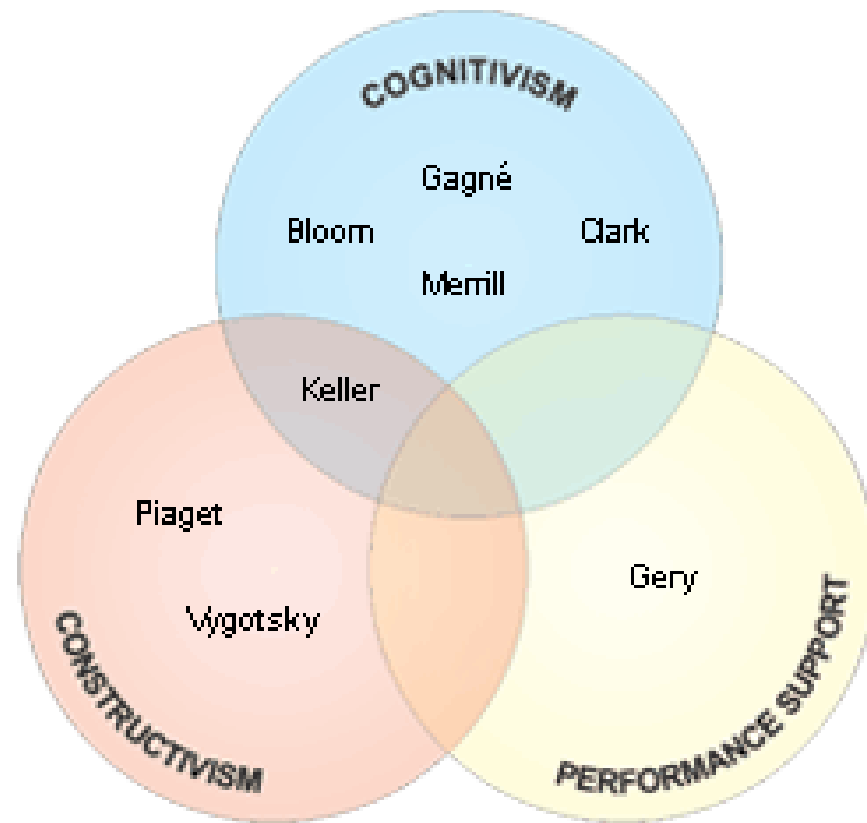 COGNITIVISM
Gagné
Bloom
Clark
Merrill
Keller
Piaget
Gery
Vygotsky
CONSTRUCTIVISM
PERFORMANCE SUPPORT